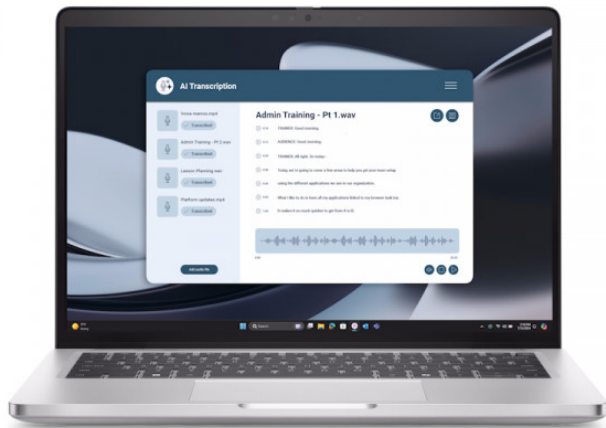 AI Transcription
Voice memos.mp4
Transcribed
Admin Training - Pt 2.wav
Transcribed
Lesson Planning.wav
Transcribed
Platform updates.mp4
Transcribed
Add audio file
Admin Training - Pt 1.wav
TRAINER: Good morning.
AUDIENCE: Good morning.
TRAINER: All right. So today-
Today we're going to cover a few areas to help you get your team setup
using the different applications we use in our organization.
What I like to do is have all my applications linked to my browser task bar.
It makes it so much quicker to get from A to B.
Search